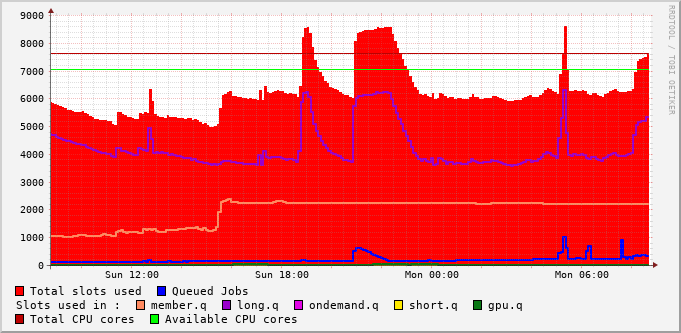 9000
8000
7000
6000
5000
4000
3000
2000
1000
0
Sun 12:00 Sun 18:00 Mon 00:00 Mon 06:00
RRDTOOL / TOBI OETIKER
Total slots used Queued Jobs
Slots used in : member.q long.q ondemand.q short.q gpu.q
Total CPU cores Available CPU cores